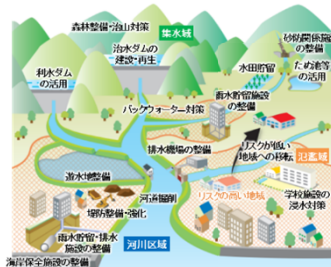 森林整備・治山対策
集水域
砂防関係施設
の整備
治水ダムの
建設・再生
水田貯留
ため池等
の活用
利水ダム
の活用
雨水貯留施設
の整備
バックウォーター対策
排水機場の整備
リスクが低い
地域への移転
氾濫域
遊水地整備
河道掘削
リスクの高い地域
学校施設の
浸水対策
堤防整備・強化
雨水貯留・排水
施設の整備
河川区域
海岸保全施設の整備